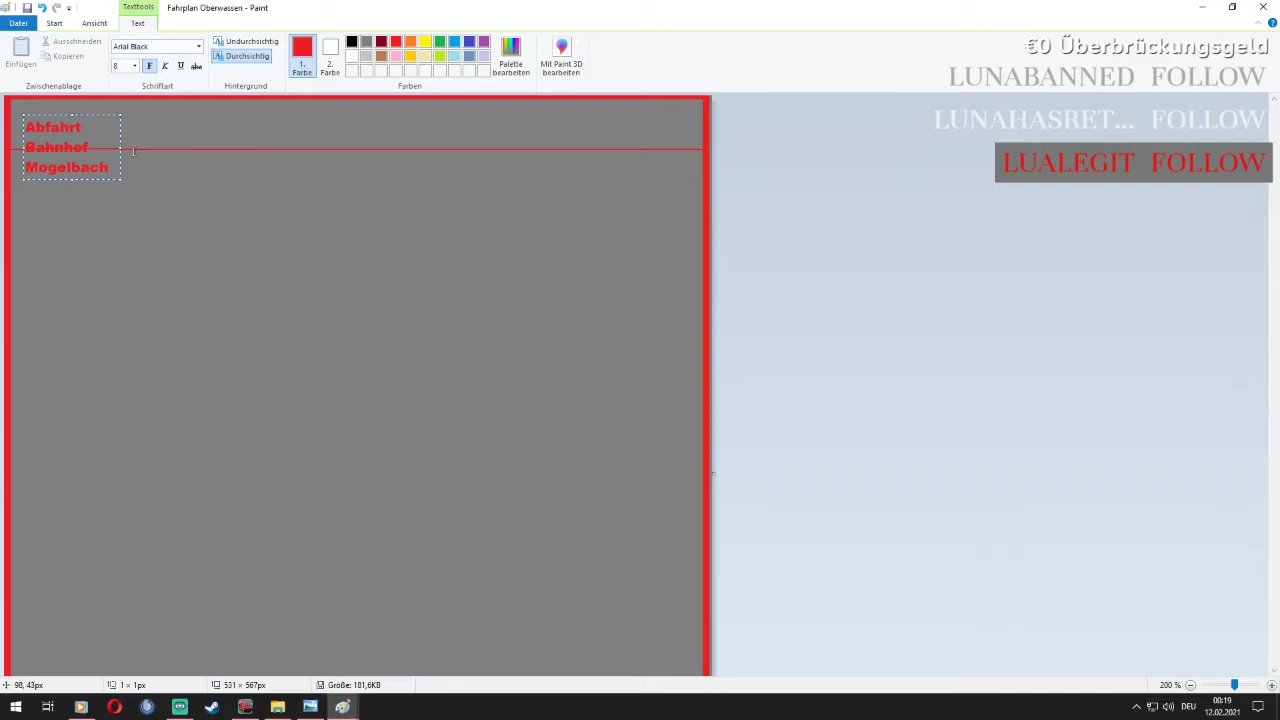 Texttools
Fahrplan Oberwassen - Paint
Datei
Start
Ansicht
Text
Einfügen
Ausschneiden
Kopieren
Zwischenablage
Arial Black
8
F
K
U
abc
Schriftart
Undurchsichtig
Durchsichtig
Hintergrund
1.
Farbe
2.
Farbe
Farben
Palette
bearbeiten
Mit Paint 3D
bearbeiten
€0 Überbrückungsgeld
LUNABANNED FOLLOW
LUNAHASRET... FOLLOW
LUALEGIT FOLLOW
Abfahrt
Bahnhof
Mogelbach
98, 43px
1 × 1px
531 × 567px
Größe: 181,6KB
200 %
DEU
00:19
12.02.2021